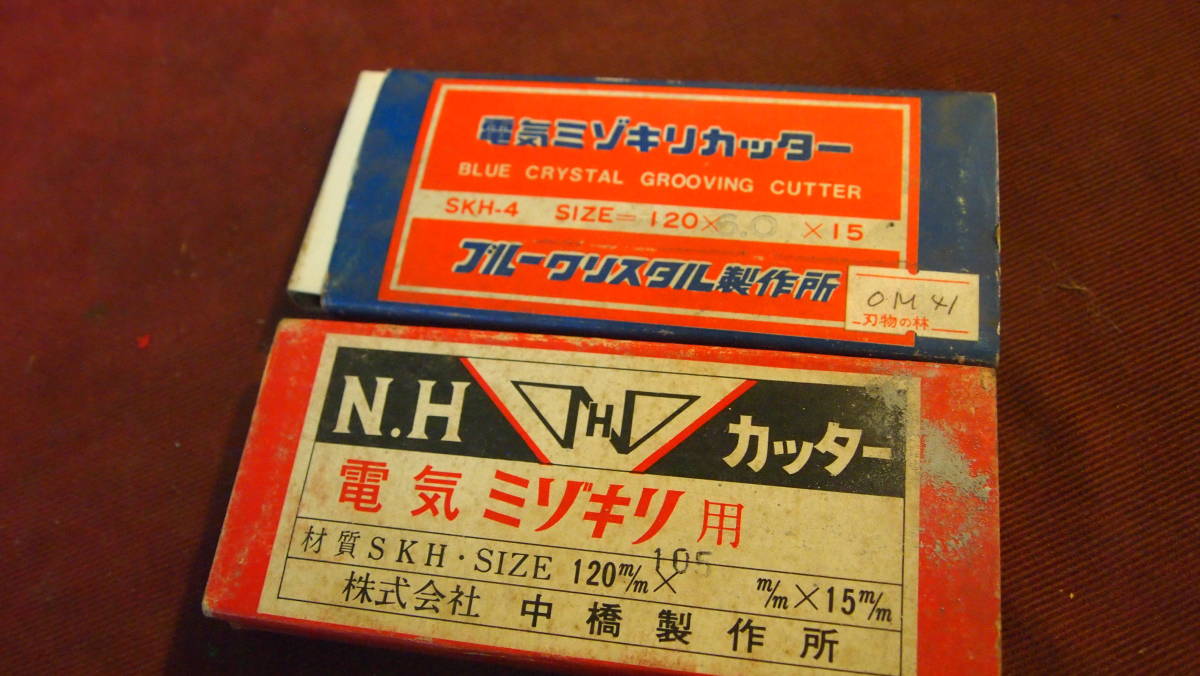 電気ミゾキリカッター
BLUE CRYSTAL GROOVING CUTTER
SKH-4 SIZE=120×6.0 ×15
ブルークリスタル製作所
O.M 41
刃物の林
N.H H カッター
電気ミゾキリ用
材質SKH・SIZE 120m/m×105 m/m×15m/m
株式会社 中橋製作所